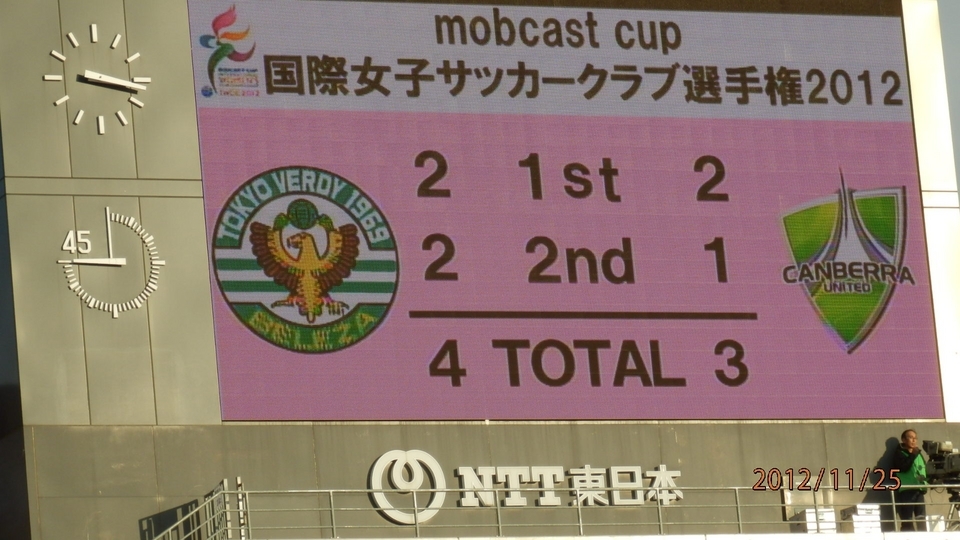 mobcast cup
国際女子サッカークラブ選手権2012
TOKYO VERDY 1969
BELEZA
2 1st 2
2 2nd 1
4 TOTAL 3
CANBERRA
UNITED
45
NTT東日本
2012/11/25